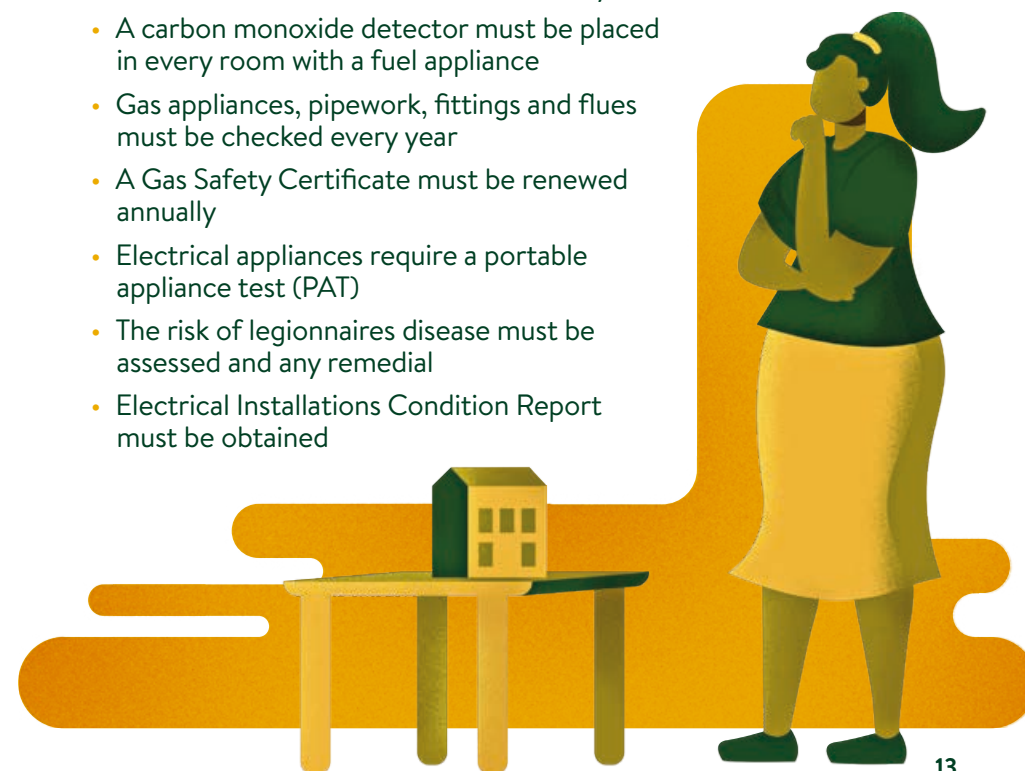 • A carbon monoxide detector must be placed
in every room with a fuel appliance
• Gas appliances, pipework, fittings and flues
must be checked every year
• A Gas Safety Certificate must be renewed
annually
• Electrical appliances require a portable
appliance test (PAT)
• The risk of legionnaires disease must be
assessed and any remedial
• Electrical Installations Condition Report
must be obtained
13